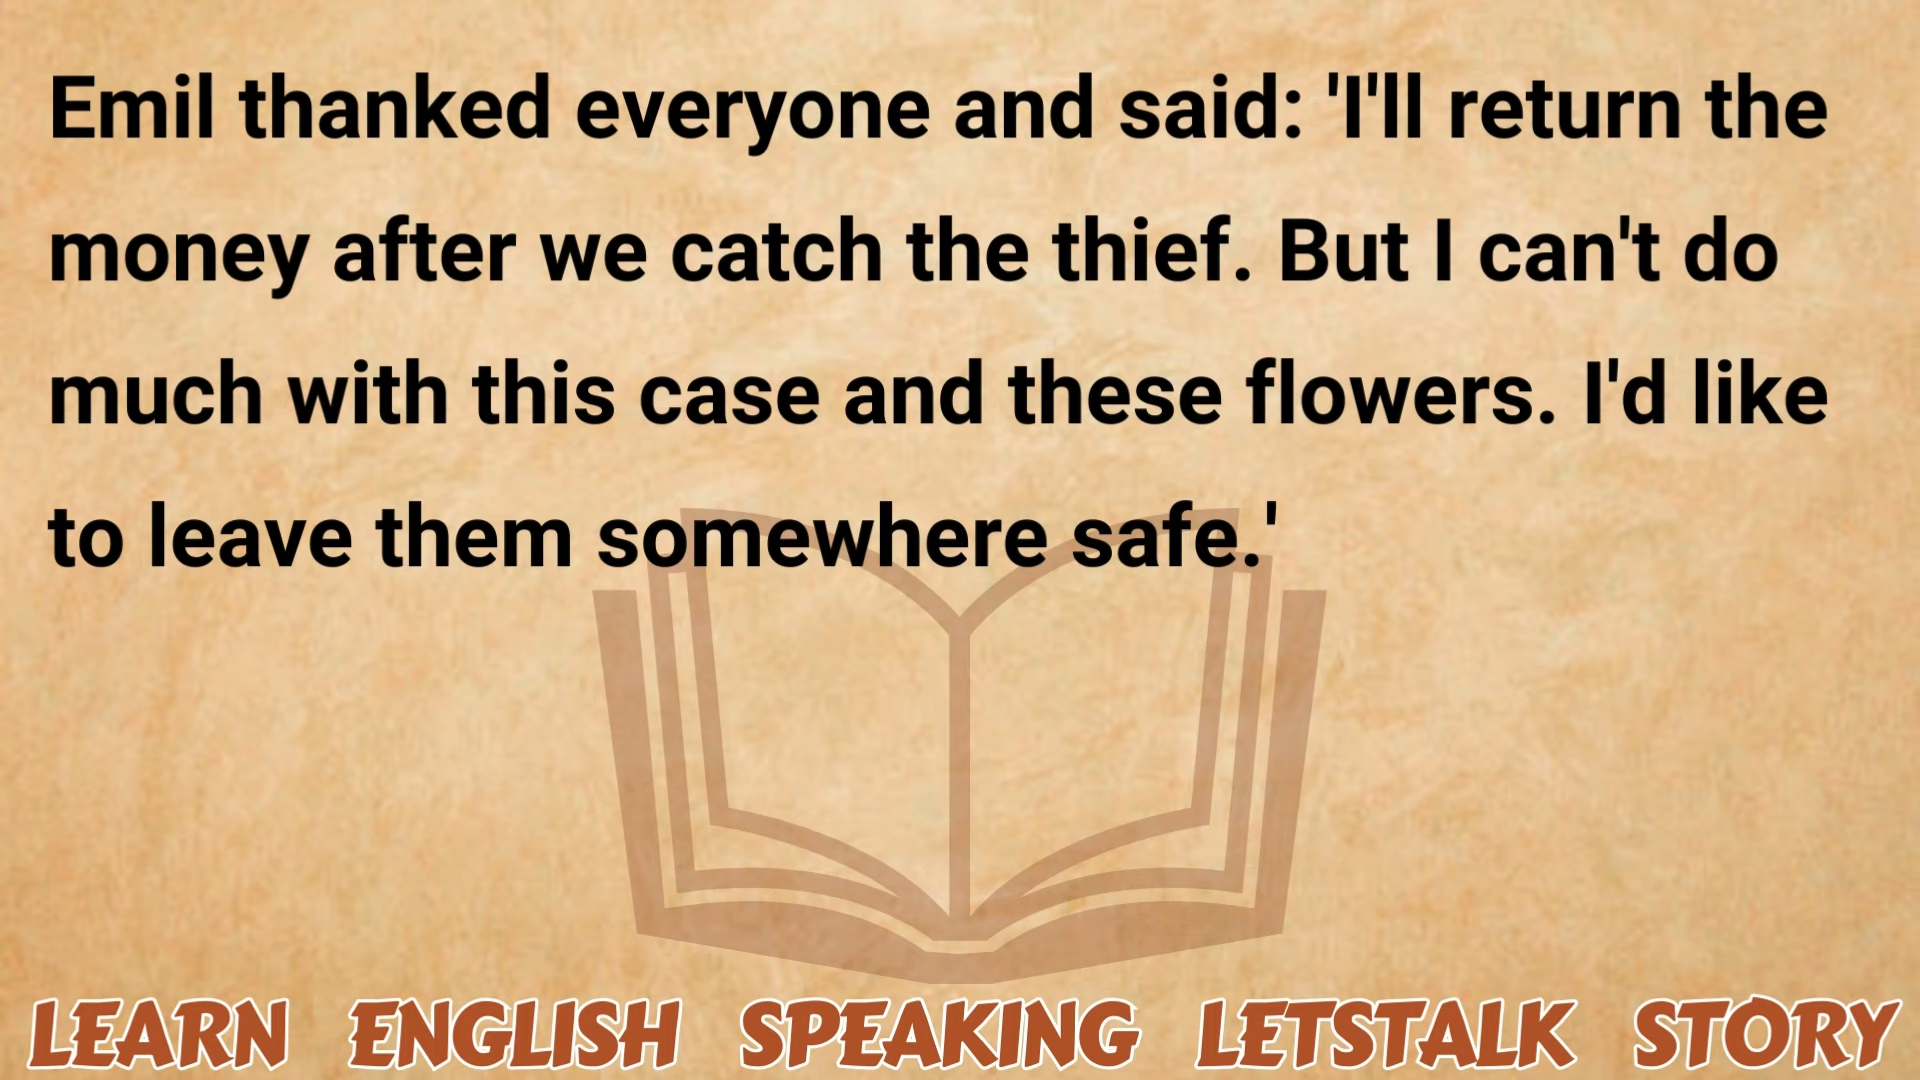 Emil thanked everyone and said: 'I'll return the
money after we catch the thief. But I can't do
much with this case and these flowers. I'd like
to leave them somewhere safe.'
LEARN ENGLISH SPEAKING LETSTALK STORY